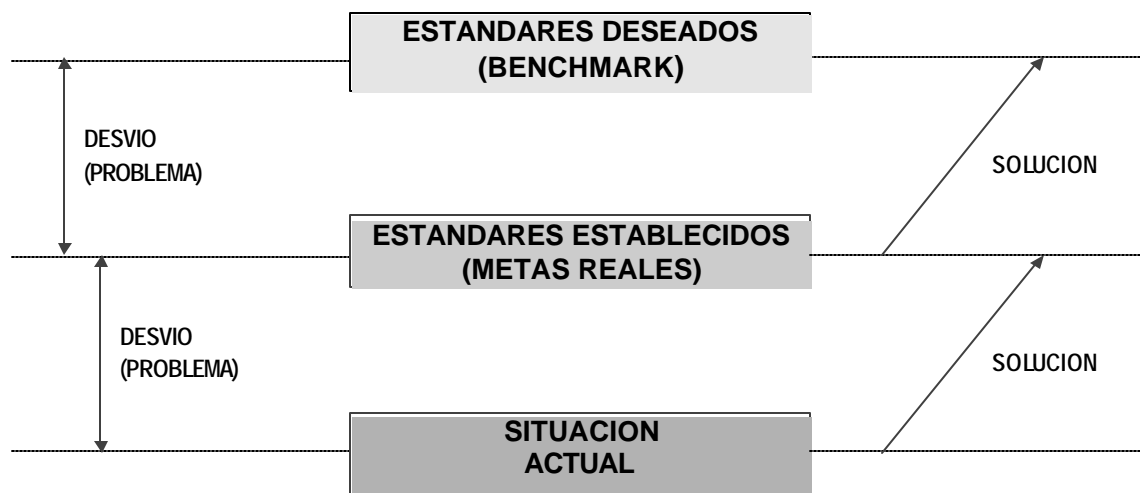 ESTANDARES DESEADOS
(BENCHMARK)
DESVIO
(PROBLEMA)
SOLUCION
ESTANDARES ESTABLECIDOS
(METAS REALES)
DESVIO
(PROBLEMA)
SOLUCION
SITUACION
ACTUAL